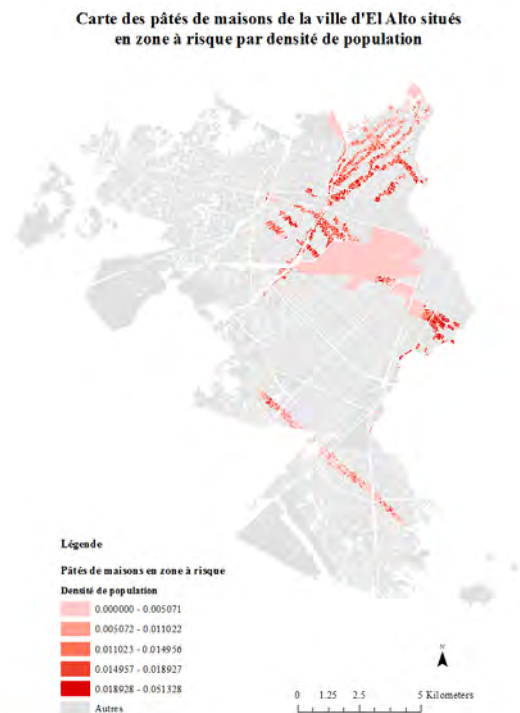 Carte des pâtés de maisons de la ville d'El Alto situés
en zone à risque par densité de population
Légende
Pâtés de maisons en zone à risque
Densité de population
0.000000 - 0.005071
0.005072 - 0.011022
0.011023 - 0.014956
0.014957 - 0.018927
0.018928 - 0.051328
Autres
N
0 1.25 2.5 5 Kilometers